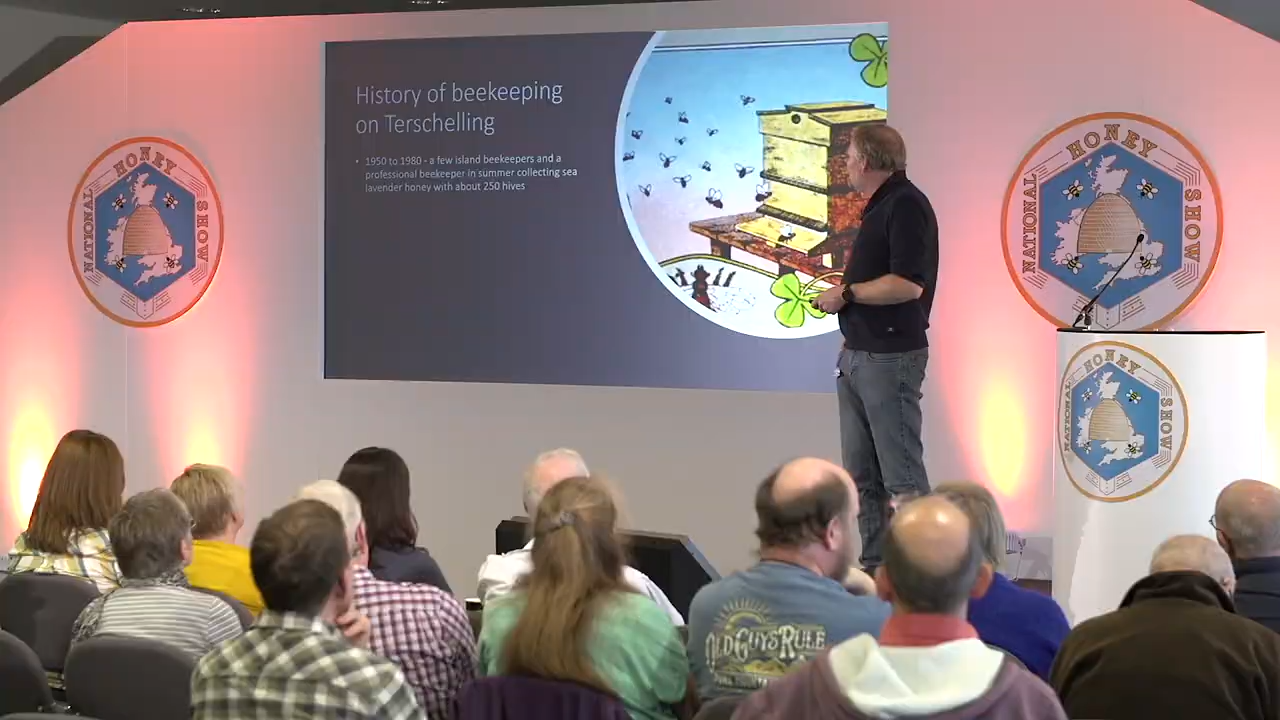 History of beekeeping
on Terschelling
• 1950 to 1980 - a few island beekeepers and a
professional beekeeper in summer collecting sea
lavender honey with about 250 hives
NATIONAL HONEY SHOW
NATIONAL HONEY SHOW
NATIONAL HONEY SHOW
OLD GUYS RULE